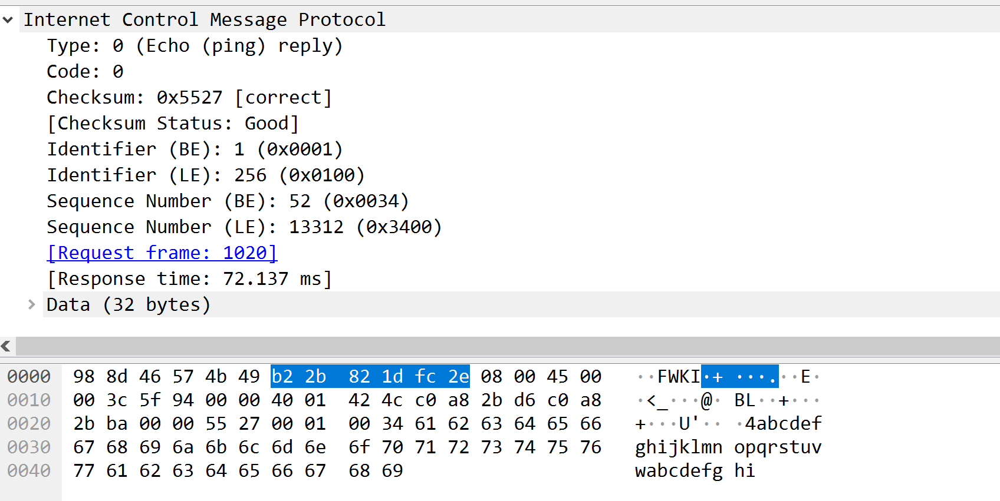 Internet Control Message Protocol
Type: 0 (Echo (ping) reply)
Code: 0
Checksum: 0x5527 [correct]
[Checksum Status: Good]
Identifier (BE): 1 (0x0001)
Identifier (LE): 256 (0x0100)
Sequence Number (BE): 52 (0x0034)
Sequence Number (LE): 13312 (0x3400)
[Request frame: 1020]
[Response time: 72.137 ms]
Data (32 bytes)
0000 98 8d 46 57 4b 49 b2 2b 82 1d fc 2e 08 00 45 00 ··FWKI·+ ···.··E·
0010 00 3c 5f 94 00 00 40 01 42 4c c0 a8 2b d6 c0 a8 ·<_···@· BL··+···
0020 2b ba 00 00 55 27 00 01 00 34 61 62 63 64 65 66 +···U'·· ·4abcdef
0030 67 68 69 6a 6b 6c 6d 6e 6f 70 71 72 73 74 75 76 ghijklmn opqrstuv
0040 77 61 62 63 64 65 66 67 68 69 wabcdefg hi